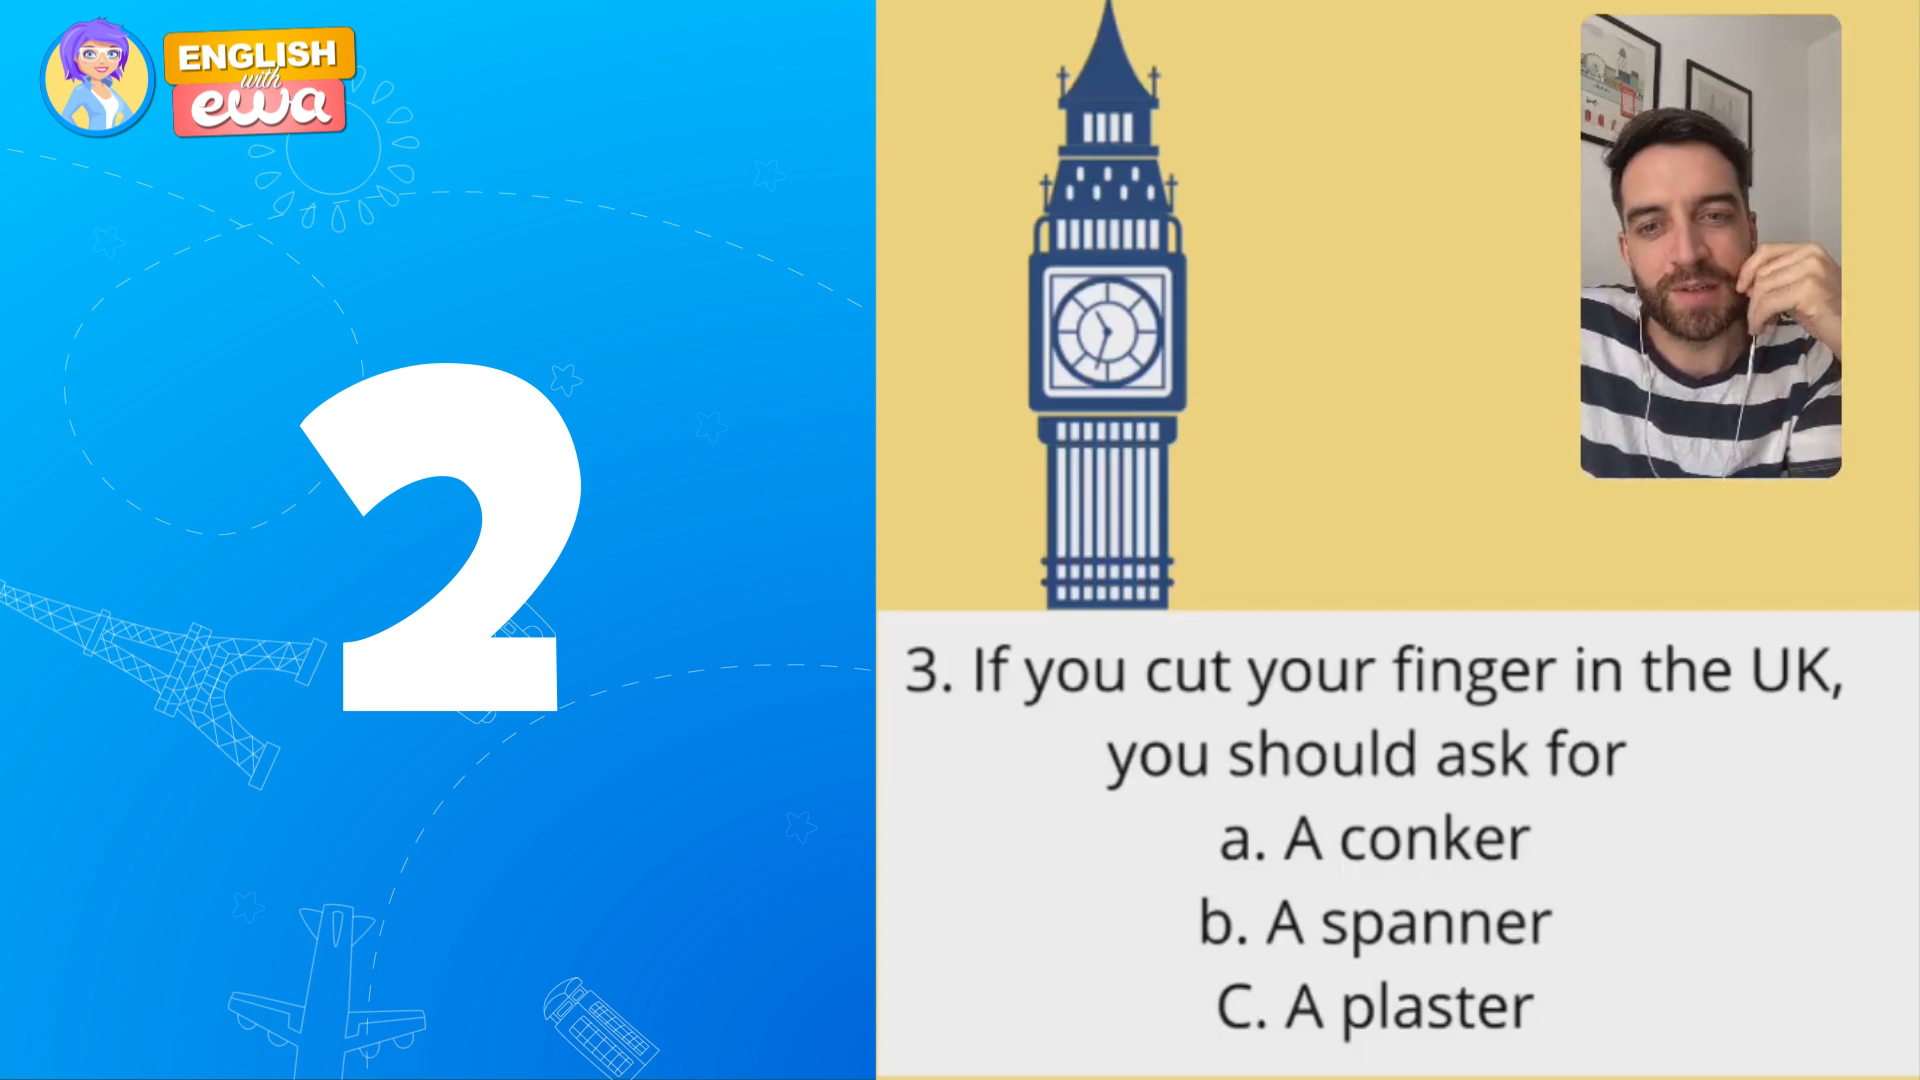 ENGLISH
with
ewa
2
3. If you cut your finger in the UK,
you should ask for
a. A conker
b. A spanner
C. A plaster